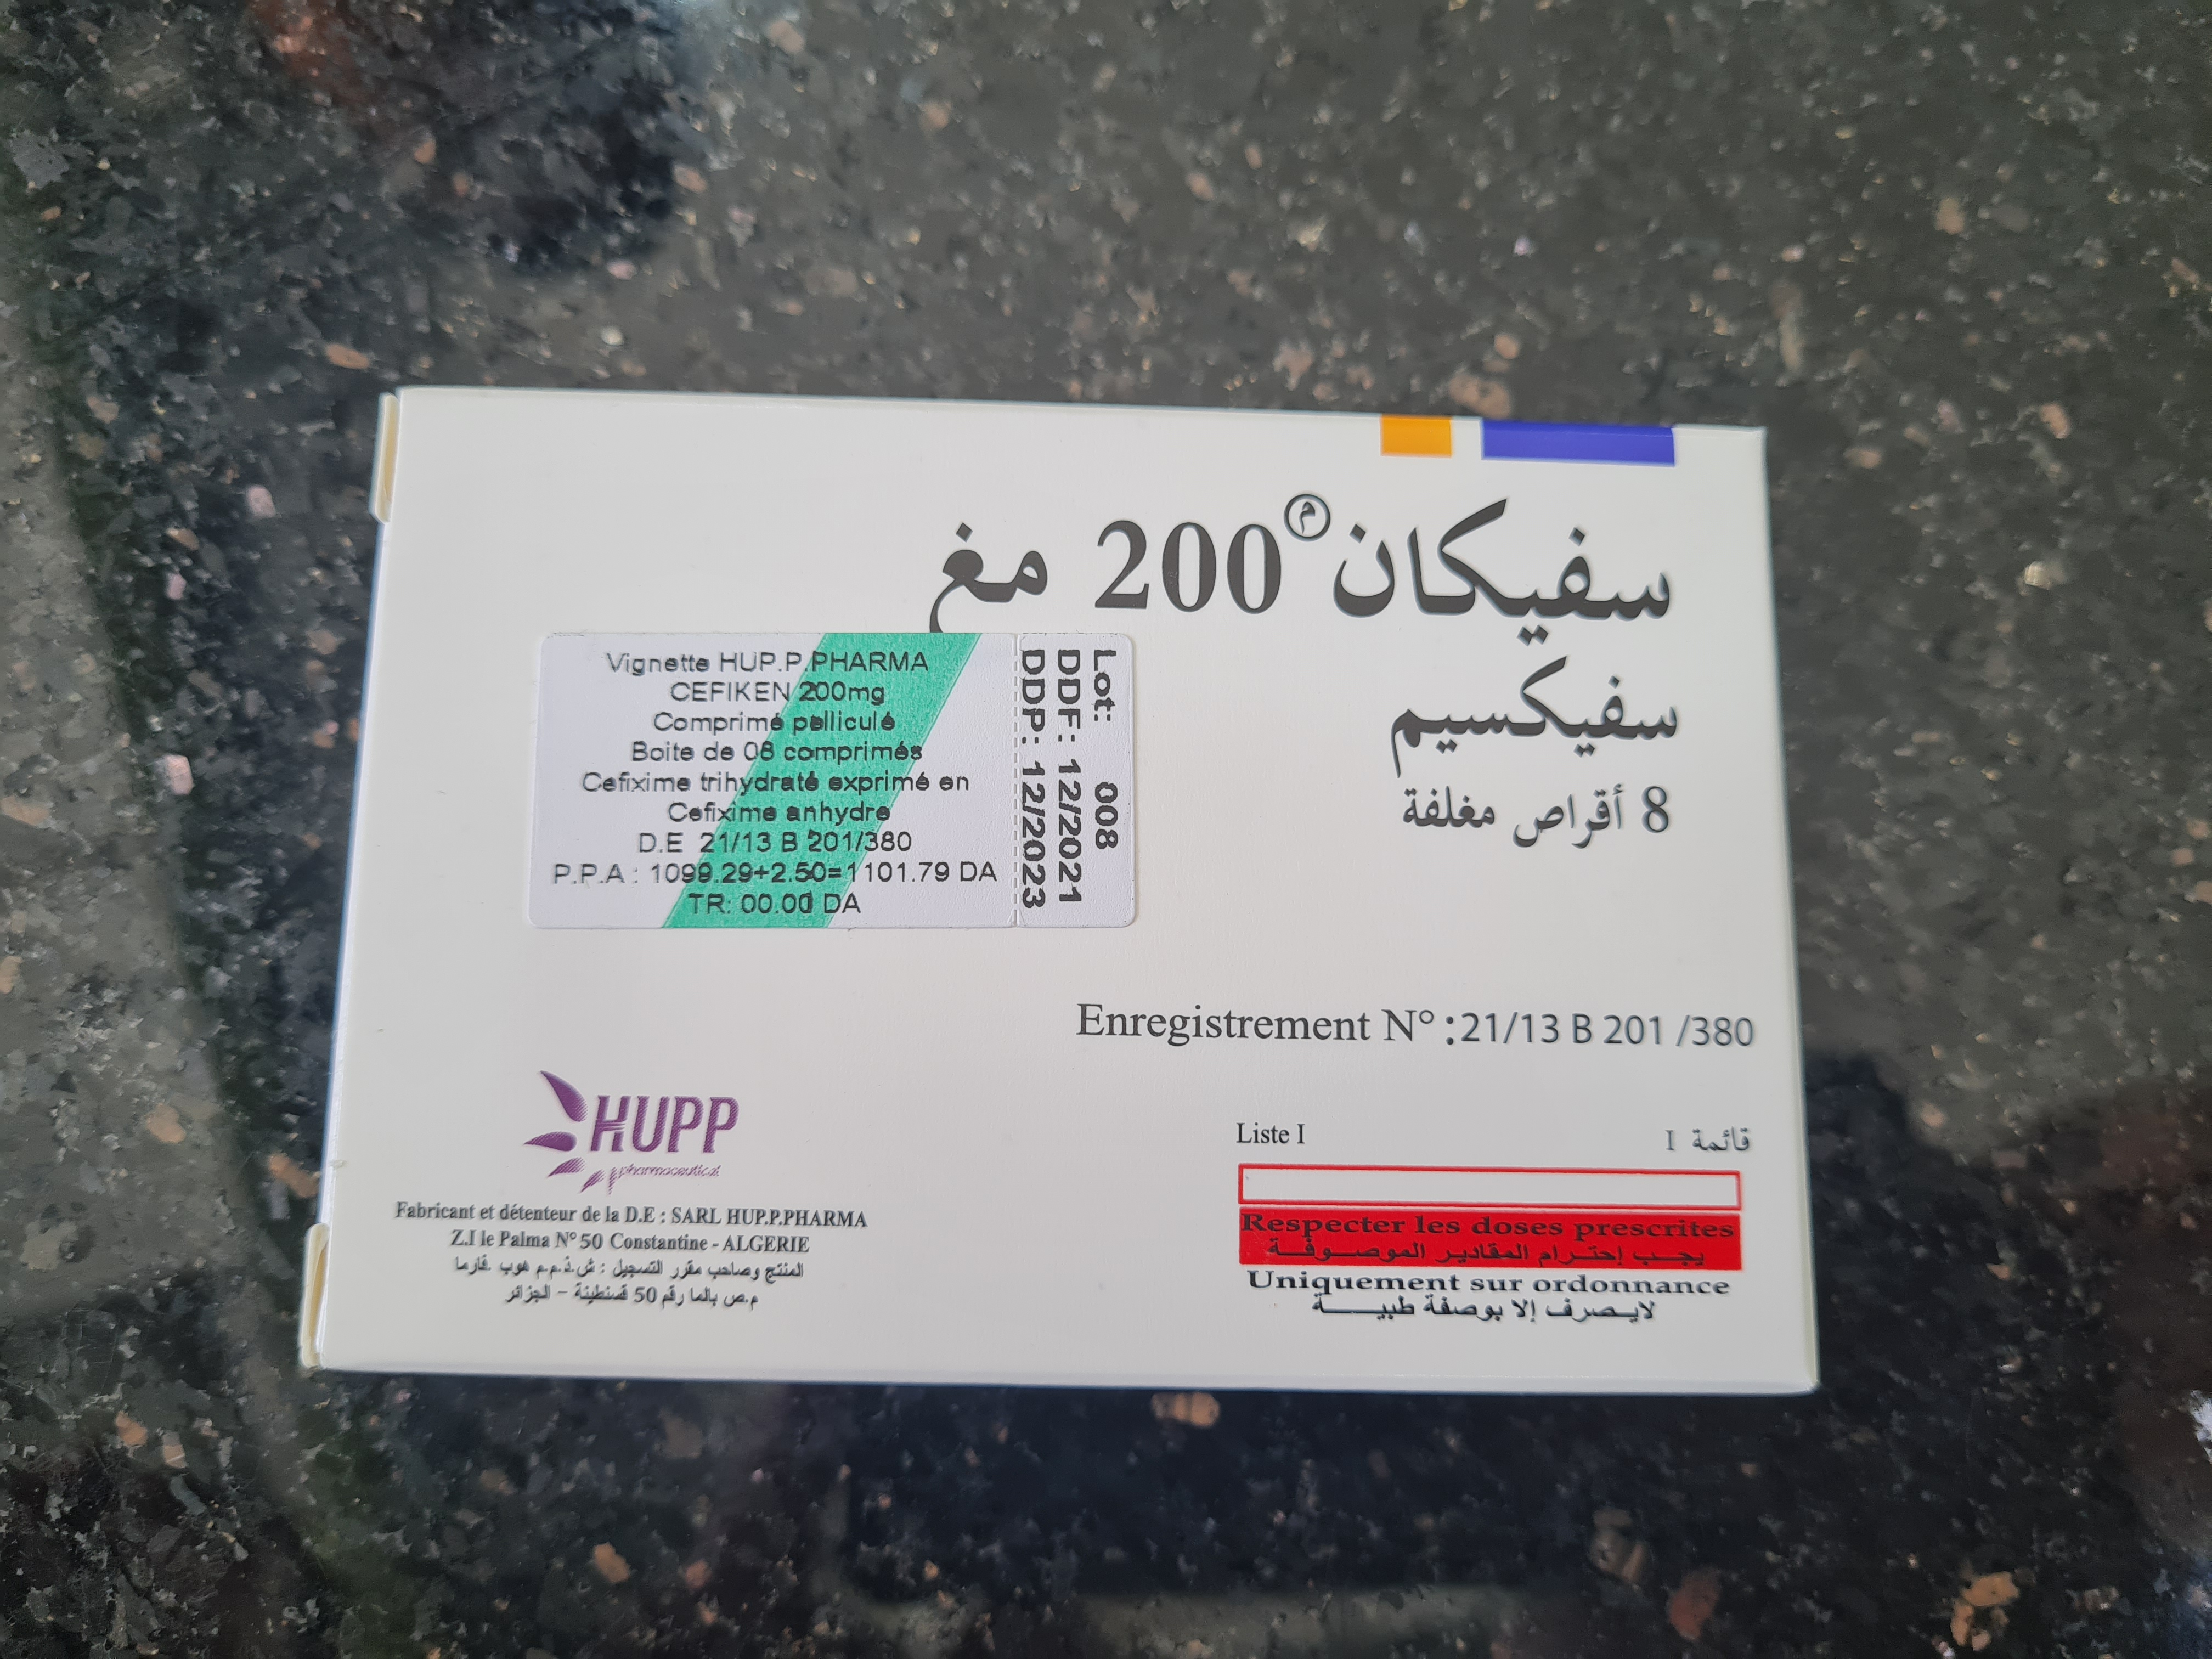 سفيكان م 200 مغ
سفيكسيم
8 أقراص مغلفة
Vignette HUP.P.PHARMA
CEFIKEN 200mg
Comprimé pelliculé
Boite de 08 comprimés
Cefixime trihydraté exprimé en
Cefixime anhydre
D.E 21/13 B 201/380
P.P.A : 1099.29+2.50=1101.79 DA
TR: 00.00 DA
Lot: 008
DDF: 12/2021
DDP: 12/2023
Enregistrement N° :21/13 B 201 /380
HUPP
pharmaceutical
Fabricant et détenteur de la D.E : SARL HUP.P.PHARMA
Z.I le Palma N° 50 Constantine - ALGERIE
المنتج وصاحب مقرر التسجيل : ش.ذ.م.م هوب .فارما
م.ص بالما رقم 50 قسنطينة - الجزائر
Liste I
قائمة I
Respecter les doses prescrites
يجب إحترام المقادير الموصوفة
Uniquement sur ordonnance
لايصرف إلا بوصفة طبية